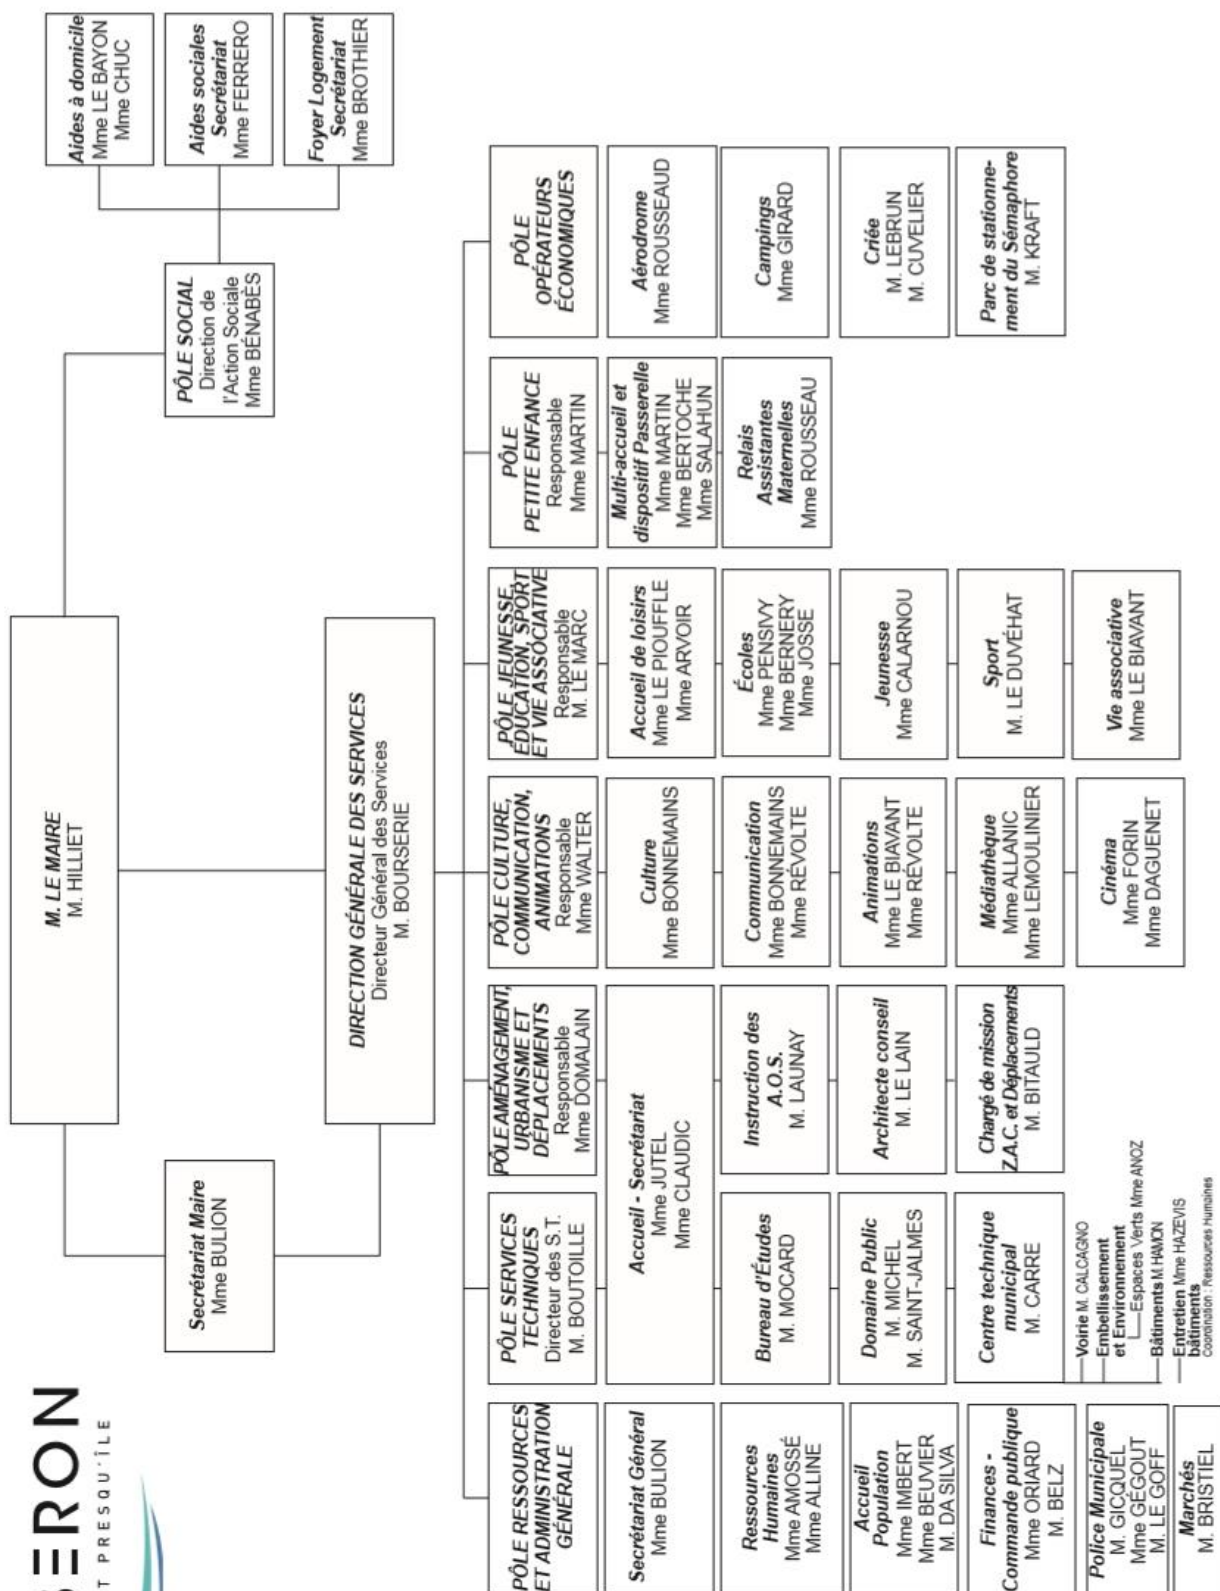 ERON
T PRESQU'ÎLE
M. LE MAIRE
M. HILLIET
Secrétariat Maire
Mme BULION
PÔLE SOCIAL
Direction de
l'Action Sociale
Mme BÉNABÈS
Aides à domicile
Mme LE BAYON
Mme CHUC
Aides sociales
Secrétariat
Mme FERRERO
Foyer Logement
Secrétariat
Mme BROTHIER
DIRECTION GÉNÉRALE DES SERVICES
Directeur Général des Services
M. BOURSERIE
PÔLE RESSOURCES
ET ADMINISTRATION
GÉNÉRALE
Secrétariat Général
Mme BULION
Ressources
Humaines
Mme AMOSSÉ
Mme ALLINE
Accueil
Population
Mme IMBERT
Mme BEUVIER
M. DA SILVA
Finances -
Commande publique
Mme ORIARD
M. BELZ
Police Municipale
M. GICQUEL
Mme GÉGOUT
M. LE GOFF
Marchés
M. BRISTIEL
PÔLE SERVICES
TECHNIQUES
Directeur des S.T.
M. BOUTOILLE
Accueil - Secrétariat
Mme JUTEL
Mme CLAUDIC
Bureau d'Études
M. MOCARD
Domaine Public
M. MICHEL
M. SAINT-JALMES
Centre technique
municipal
M. CARRE
Voirie M. CALCAGNO
Embellissement
et Environnement
Espaces Verts Mme ANOZ
Bâtiments M. HAMON
Entretien Mme HAZEVIS
bâtiments
Coordination : Ressources Humaines
PÔLE AMÉNAGEMENT,
URBANISME ET
DÉPLACEMENTS
Responsable
Mme DOMALAIN
Instruction des
A.O.S.
M. LAUNAY
Architecte conseil
M. LE LAIN
Chargé de mission
Z.A.C. et Déplacements
M. BITAULD
PÔLE CULTURE,
COMMUNICATION,
ANIMATIONS
Responsable
Mme WALTER
Culture
Mme BONNEMAINS
Communication
Mme BONNEMAINS
Mme RÉVOLTE
Animations
Mme LE BIAVANT
Mme RÉVOLTE
Médiathèque
Mme ALLANIC
Mme LEMOULINIER
Cinéma
Mme FORIN
Mme DAGUENET
PÔLE JEUNESSE,
ÉDUCATION, SPORT
ET VIE ASSOCIATIVE
Responsable
M. LE MARC
Accueil de loisirs
Mme LE PIOUFFLE
Mme ARVOIR
Écoles
Mme PENSIVY
Mme BERNERY
Mme JOSSE
Jeunesse
Mme CALARNOU
Sport
M. LE DUVÉHAT
Vie associative
Mme LE BIAVANT
PÔLE
PETITE ENFANCE
Responsable
Mme MARTIN
Multi-accueil et
dispositif Passerelle
Mme MARTIN
Mme BERTOCHE
Mme SALAHUN
Relais
Assistantes
Maternelles
Mme ROUSSEAU
PÔLE
OPÉRATEURS
ÉCONOMIQUES
Aérodrome
Mme ROUSSEAUD
Campings
Mme GIRARD
Criée
M. LEBRUN
M. CUVELIER
Parc de stationne-
ment du Sémaphore
M. KRAFT